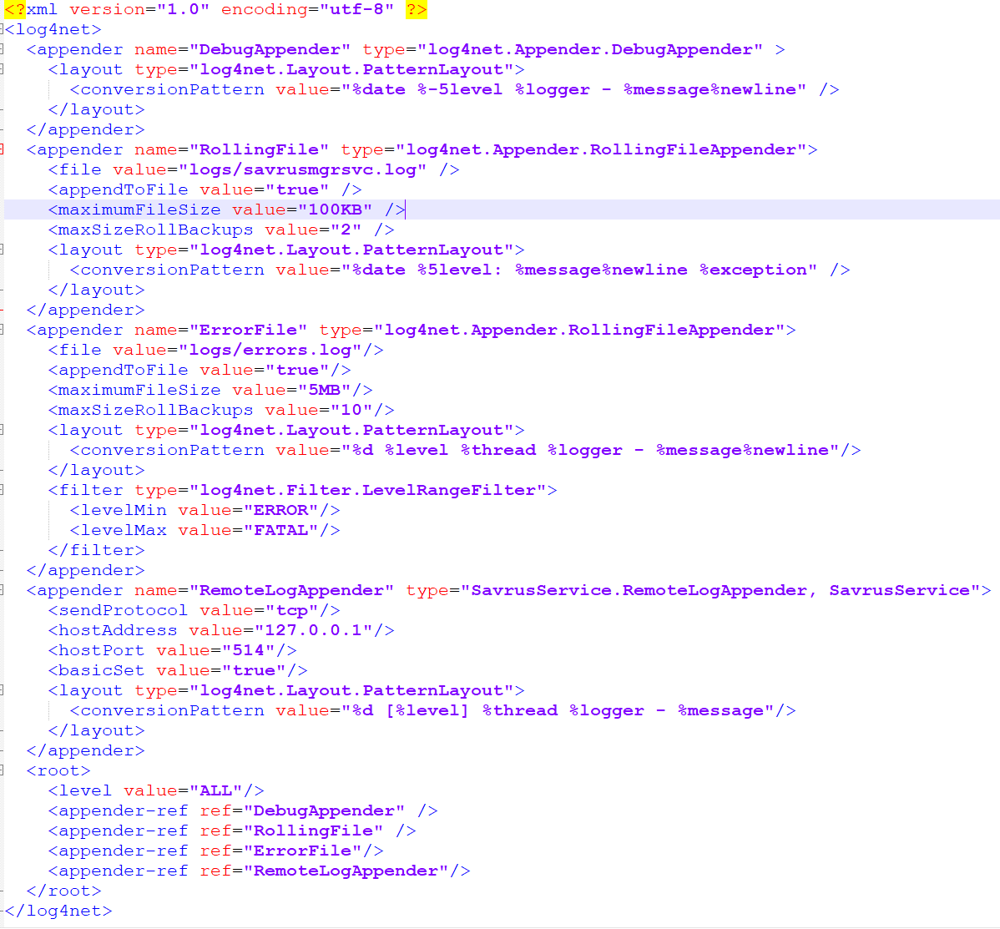 <?xml version="1.0" encoding="utf-8" ?>
<log4net>
<appender name="DebugAppender" type="log4net.Appender.DebugAppender" >
<layout type="log4net.Layout.PatternLayout">
<conversionPattern value="%date %-5level %logger - %message%newline" />
</layout>
</appender>
<appender name="RollingFile" type="log4net.Appender.RollingFileAppender">
<file value="logs/savrusmgrsvc.log" />
<appendToFile value="true" />
<maximumFileSize value="100KB" />
<maxSizeRollBackups value="2" />
<layout type="log4net.Layout.PatternLayout">
<conversionPattern value="%date %5level: %message%newline %exception" />
</layout>
</appender>
<appender name="ErrorFile" type="log4net.Appender.RollingFileAppender">
<file value="logs/errors.log"/>
<appendToFile value="true"/>
<maximumFileSize value="5MB"/>
<maxSizeRollBackups value="10"/>
<layout type="log4net.Layout.PatternLayout">
<conversionPattern value="%d %level %thread %logger - %message%newline"/>
</layout>
<filter type="log4net.Filter.LevelRangeFilter">
<levelMin value="ERROR"/>
<levelMax value="FATAL"/>
</filter>
</appender>
<appender name="RemoteLogAppender" type="SavrusService.RemoteLogAppender, SavrusService">
<sendProtocol value="tcp"/>
<hostAddress value="127.0.0.1"/>
<hostPort value="514"/>
<basicSet value="true"/>
<layout type="log4net.Layout.PatternLayout">
<conversionPattern value="%d [%level] %thread %logger - %message"/>
</layout>
</appender>
<root>
<level value="ALL"/>
<appender-ref ref="DebugAppender" />
<appender-ref ref="RollingFile" />
<appender-ref ref="ErrorFile"/>
<appender-ref ref="RemoteLogAppender"/>
</root>
</log4net>